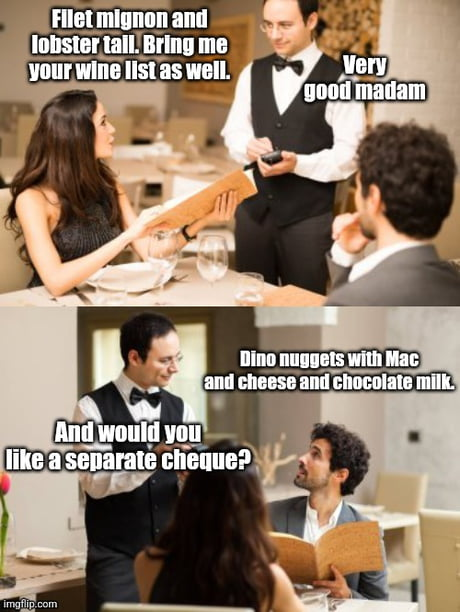 Filet mignon and
lobster tail. Bring me
your wine list as well.
Very
good madam
Dino nuggets with Mac
and cheese and chocolate milk.
And would you
like a separate cheque?
imgflip.com